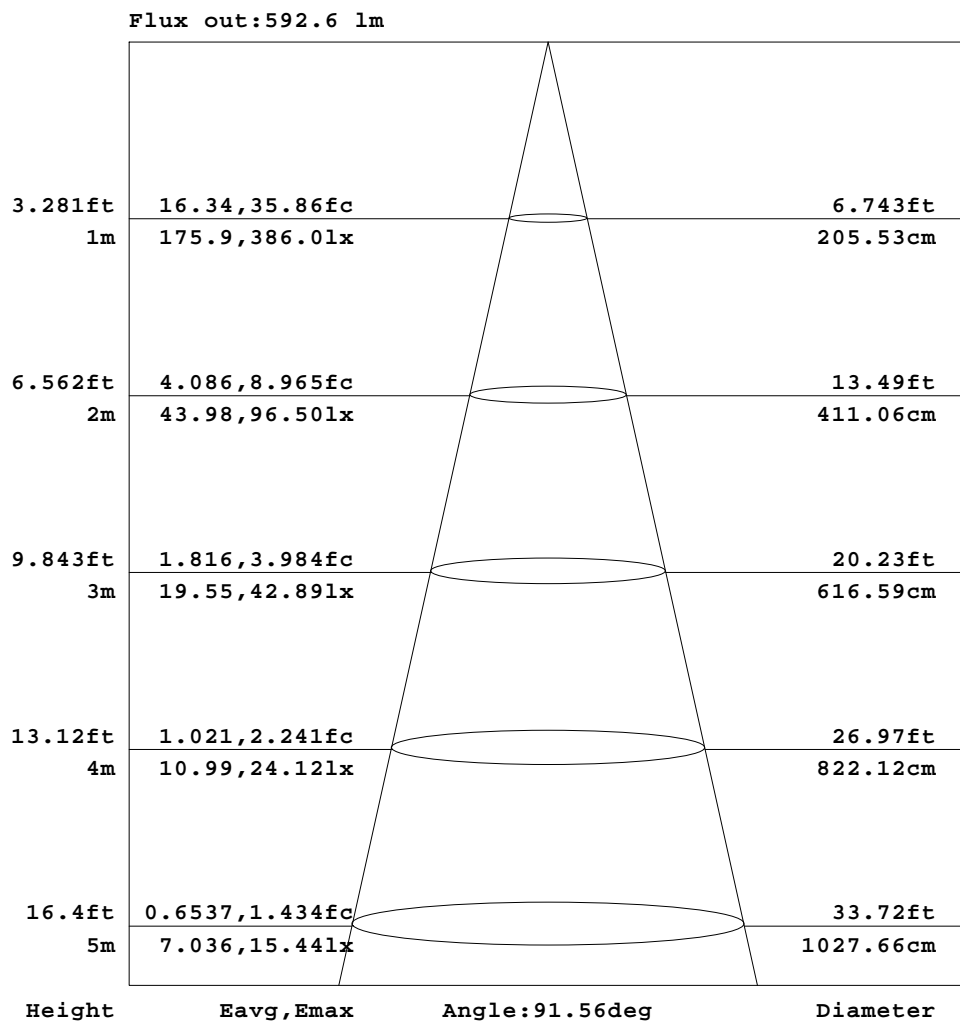 Flux out:592.6 lm
3.281ft 16.34,35.86fc 6.743ft
1m 175.9,386.0lx 205.53cm
6.562ft 4.086,8.965fc 13.49ft
2m 43.98,96.50lx 411.06cm
9.843ft 1.816,3.984fc 20.23ft
3m 19.55,42.89lx 616.59cm
13.12ft 1.021,2.241fc 26.97ft
4m 10.99,24.12lx 822.12cm
16.4ft 0.6537,1.434fc 33.72ft
5m 7.036,15.44lx 1027.66cm
Height Eavg,Emax Angle:91.56deg Diameter